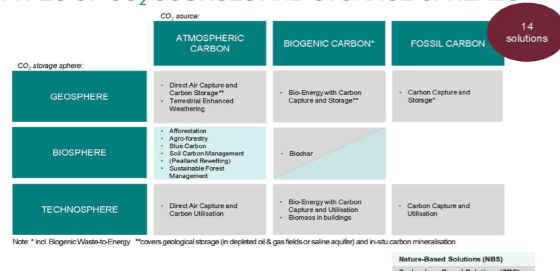 CO2 source:
ATMOSPHERIC
CARBON
BIOGENIC CARBON*
FOSSIL CARBON
14
solutions
CO2 storage sphere:
GEOSPHERE
• Direct Air Capture and
Carbon Storage**
• Terrestrial Enhanced
Weathering
• Bio-Energy with Carbon
Capture and Storage**
• Carbon Capture and
Storage*
BIOSPHERE
• Afforestation
• Agro-forestry
• Blue Carbon
• Soil Carbon Management
• (Peatland Rewetting)
• Sustainable Forest
Management
• Biochar
TECHNOSPHERE
• Direct Air Capture and
Carbon Utilisation
• Bio-Energy with Carbon
Capture and Utilisation
• Biomass in buildings
• Carbon Capture and
Utilisation
Note: * incl. Biogenic Waste-to-Energy **covers geological storage (in depleted oil & gas fields or saline aquifer) and in-situ carbon mineralisation
Nature-Based Solutions (NBS)